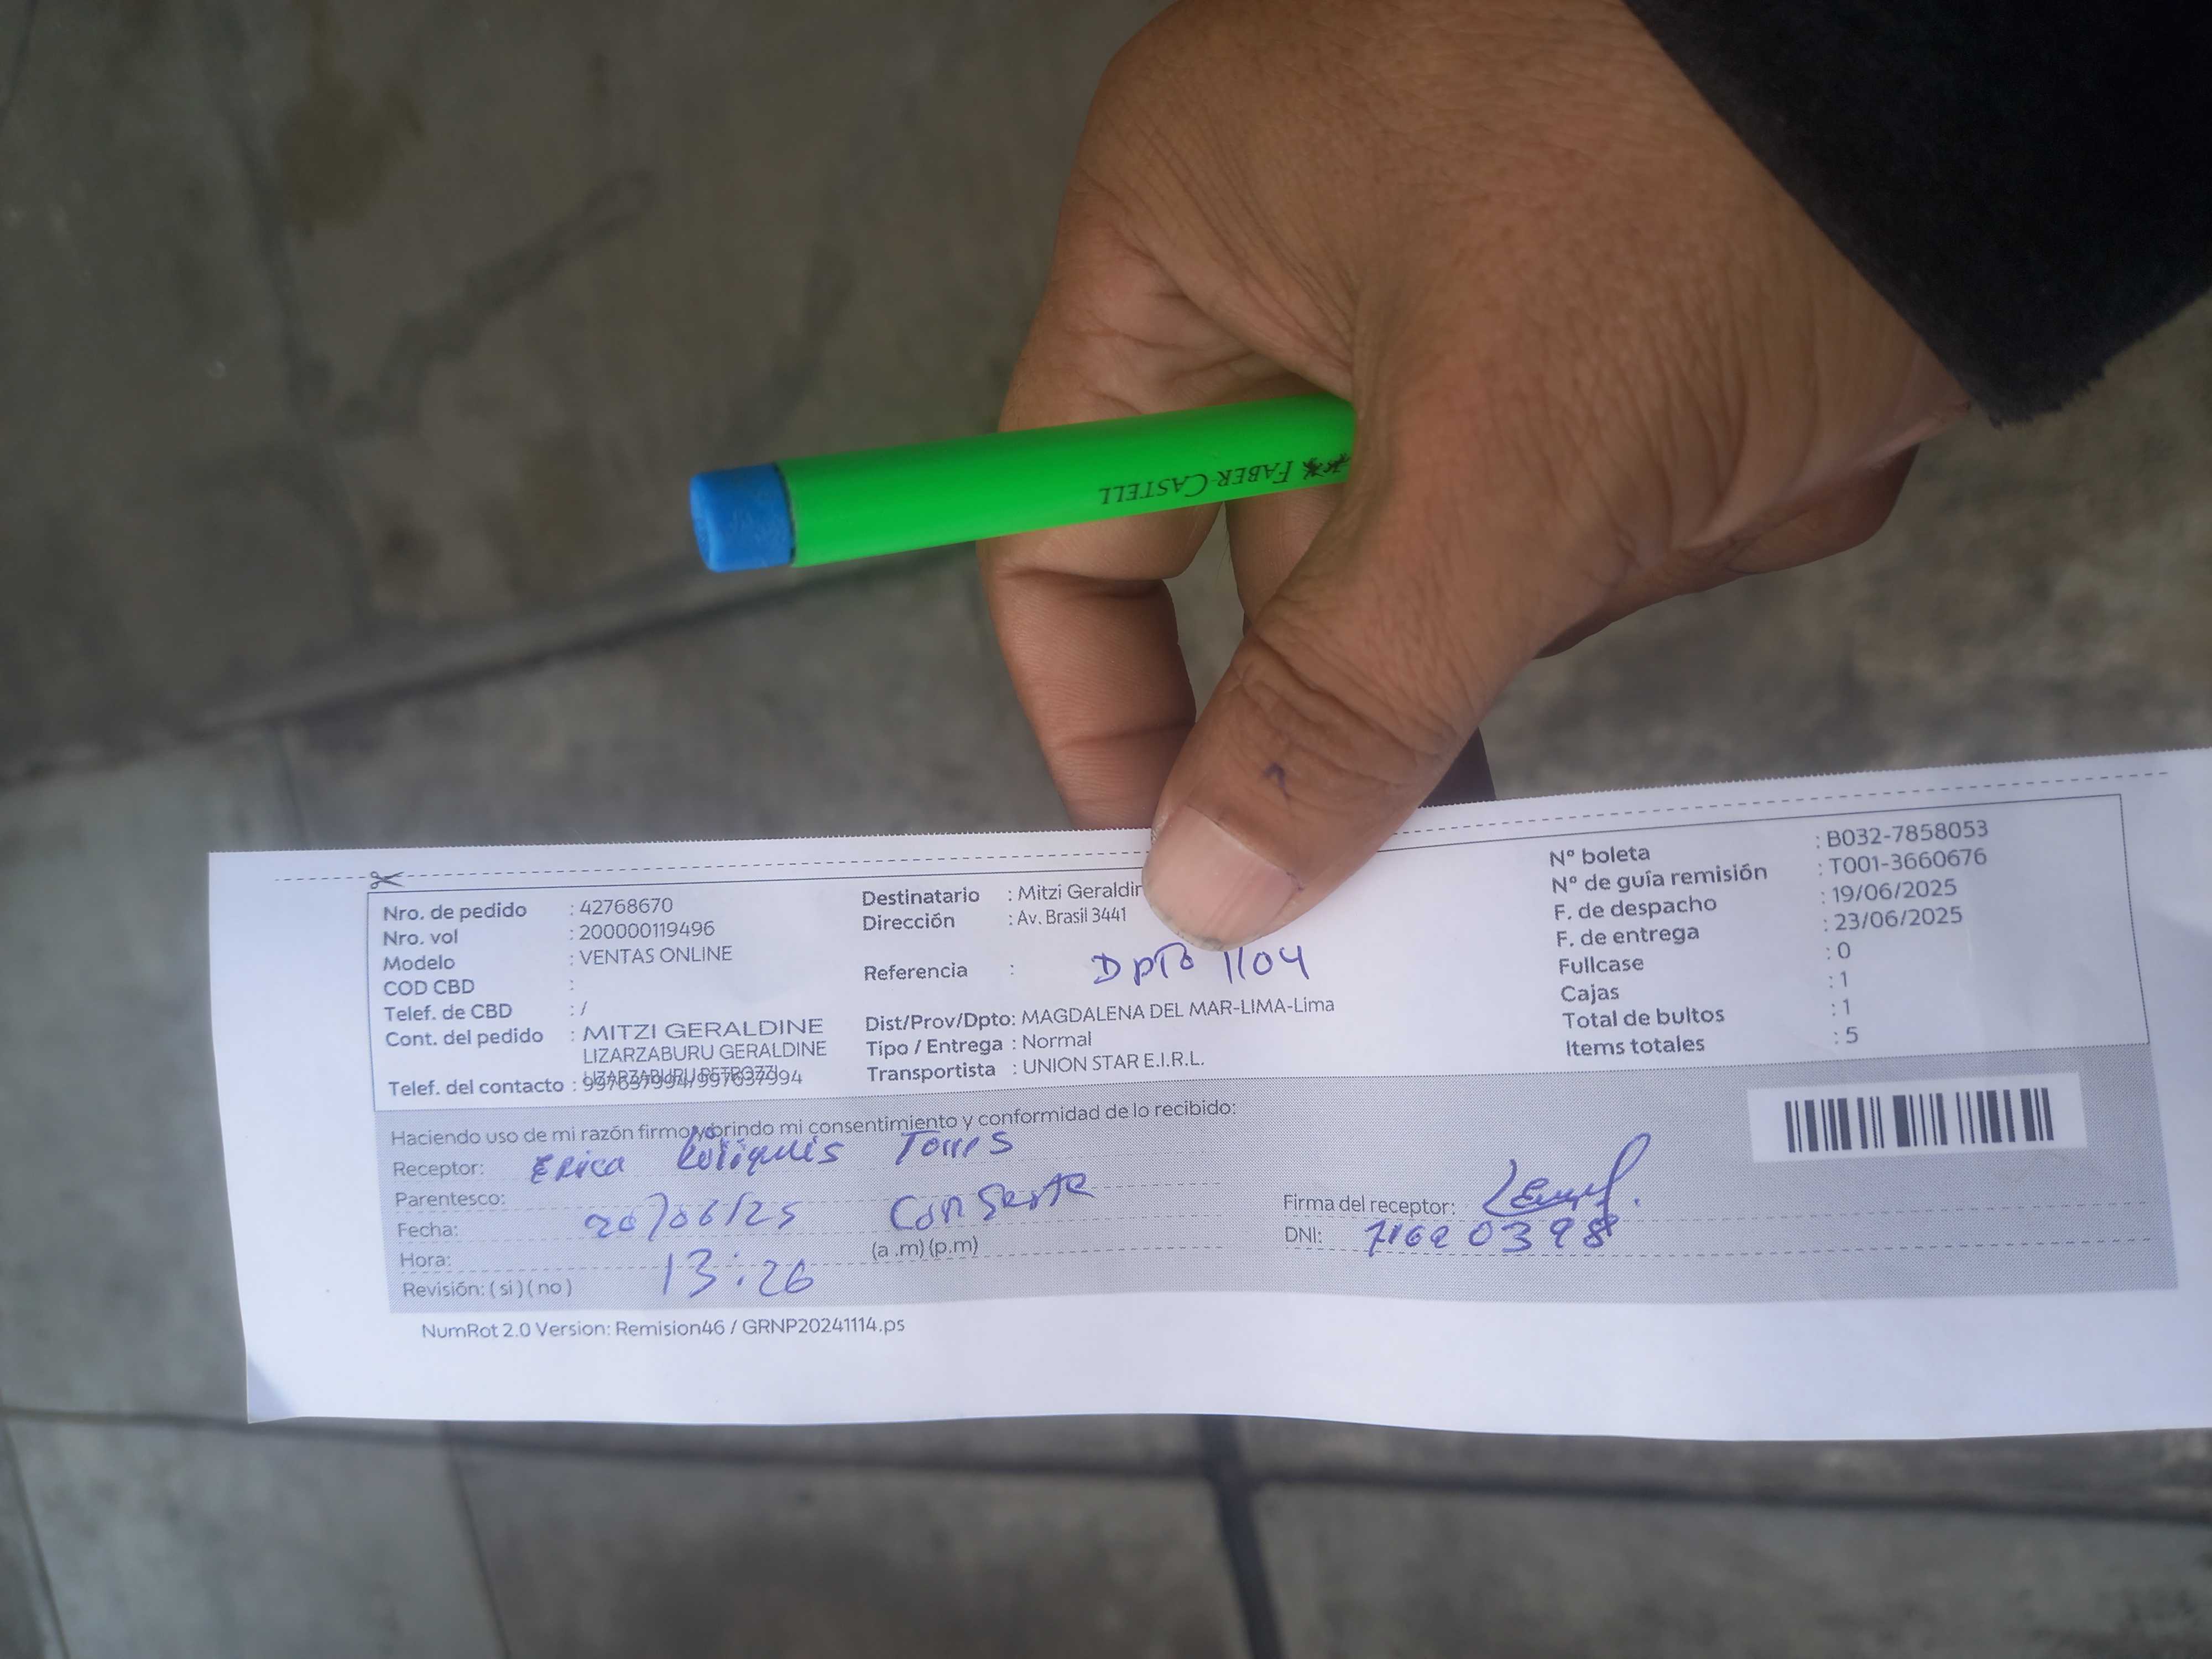 FABER-CASTELL
Nro. de pedido : 42768670
Nro. vol : 200000119496
Modelo : VENTAS ONLINE
COD CBD :
Telef. de CBD : /
Cont. del pedido : MITZI GERALDINE
LIZARZABURU GERALDINE
LIZARZABURU PETROZZI
Telef. del contacto : 997637994/997637994
Destinatario : Mitzi Geraldin
Dirección : Av. Brasil 3441
Referencia : DPTO 1104
Dist/Prov/Dpto: MAGDALENA DEL MAR-LIMA-Lima
Tipo / Entrega : Normal
Transportista : UNION STAR E.I.R.L.
N° boleta : B032-7858053
N° de guía remisión : T001-3660676
F. de despacho : 19/06/2025
F. de entrega : 23/06/2025
Fullcase : 0
Cajas : 1
Total de bultos : 1
Items totales : 5
Haciendo uso de mi razón firmo y brindo mi consentimiento y conformidad de lo recibido:
Receptor: Erica Torres
Parentesco:
Fecha: 20/06/25
Hora: (a .m) (p.m)
Revisión: ( si ) ( no ) 13:26
Firma del receptor:
DNI:
NumRot 2.0 Version: Remision46 / GRNP20241114.ps